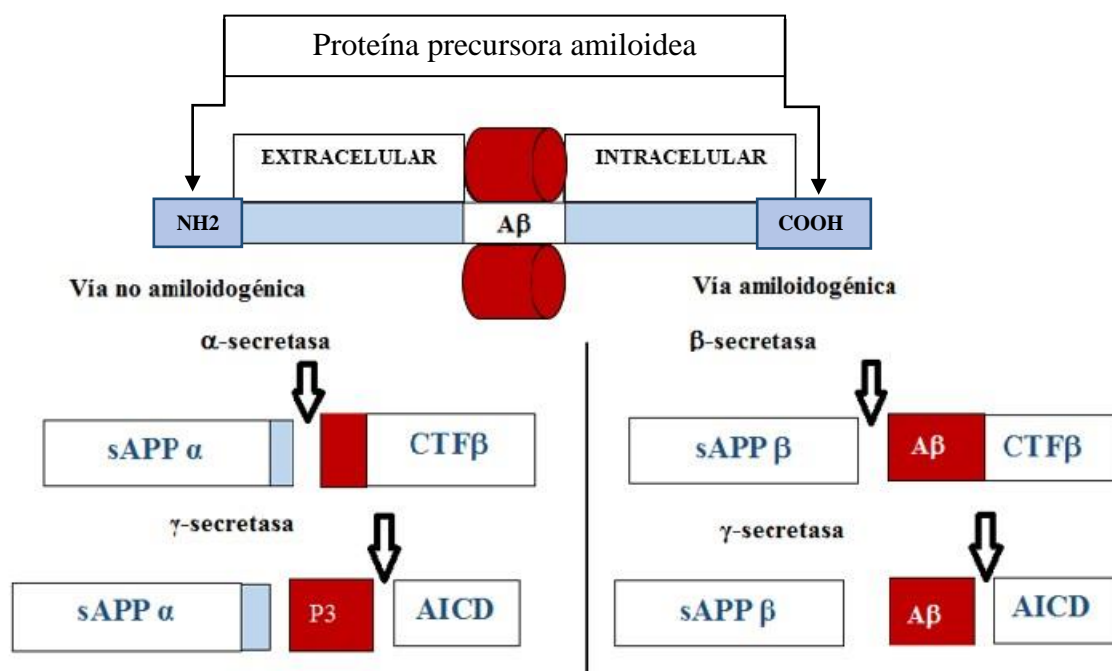 Proteína precursora amiloidea
EXTRACELULAR
INTRACELULAR
NH2
Aβ
COOH
Vía no amiloidogénica
Vía amiloidogénica
α-secretasa
β-secretasa
sAPP α
CTFβ
sAPP β
Aβ
CTFβ
γ-secretasa
γ-secretasa
sAPP α
P3
AICD
sAPP β
Aβ
AICD